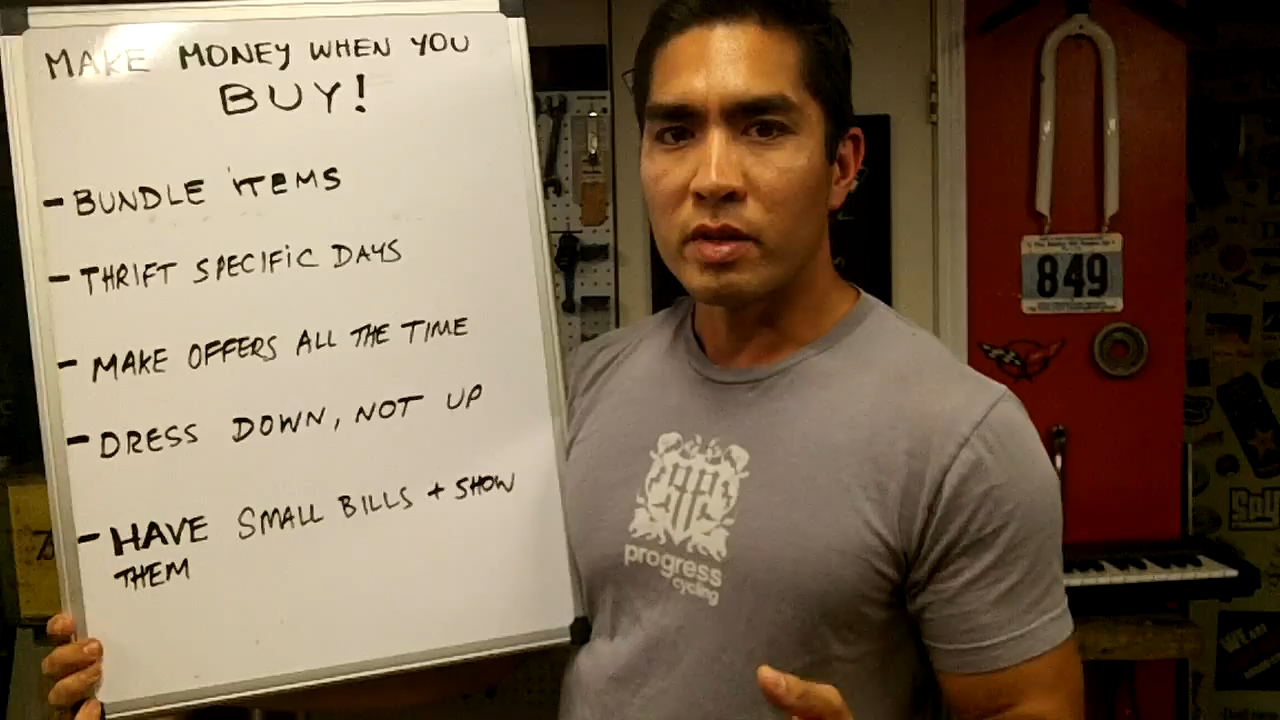 MAKE MONEY WHEN YOU
BUY!
- BUNDLE ITEMS
- THRIFT SPECIFIC DAYS
- MAKE OFFERS ALL THE TIME
- DRESS DOWN, NOT UP
- HAVE SMALL BILLS + SHOW
THEM
progress
cycling
849